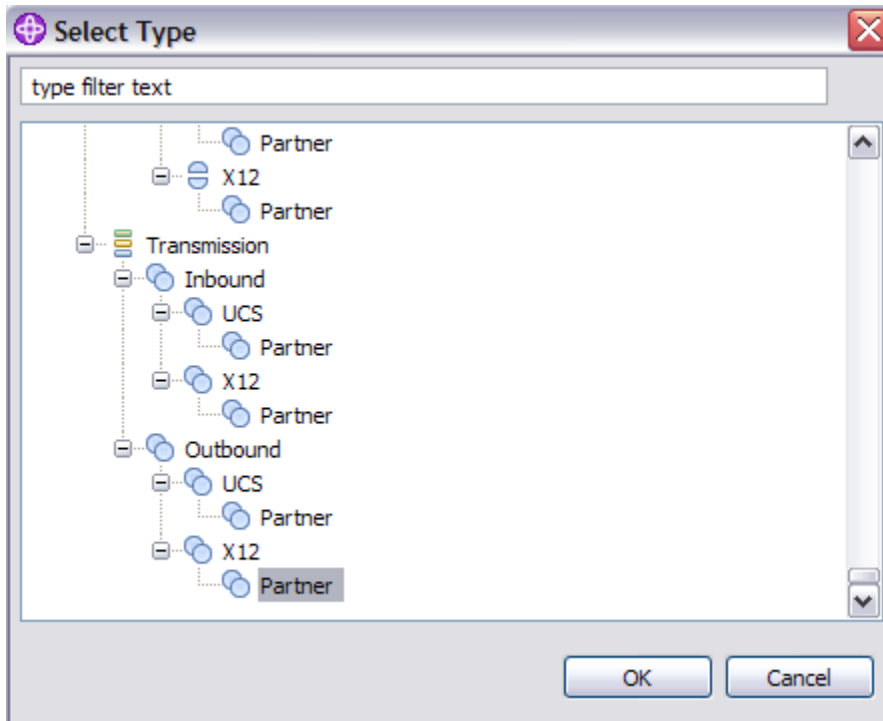 Select Type
type filter text
Partner
X12
Partner
Transmission
Inbound
UCS
Partner
X12
Partner
Outbound
UCS
Partner
X12
Partner
OK Cancel